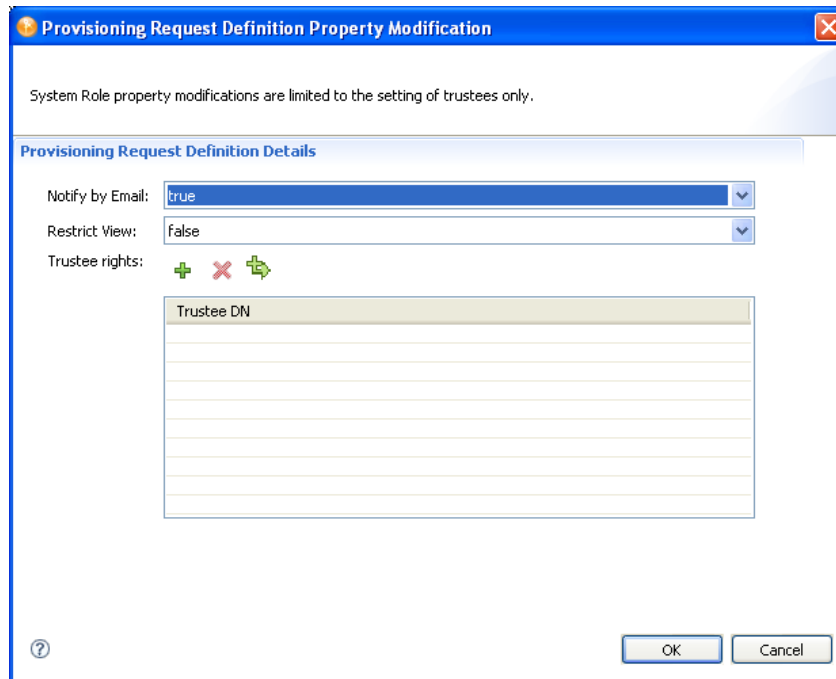 Provisioning Request Definition Property Modification
System Role property modifications are limited to the setting of trustees only.
Provisioning Request Definition Details
Notify by Email: true
Restrict View: false
Trustee rights:
Trustee DN
?
OK Cancel